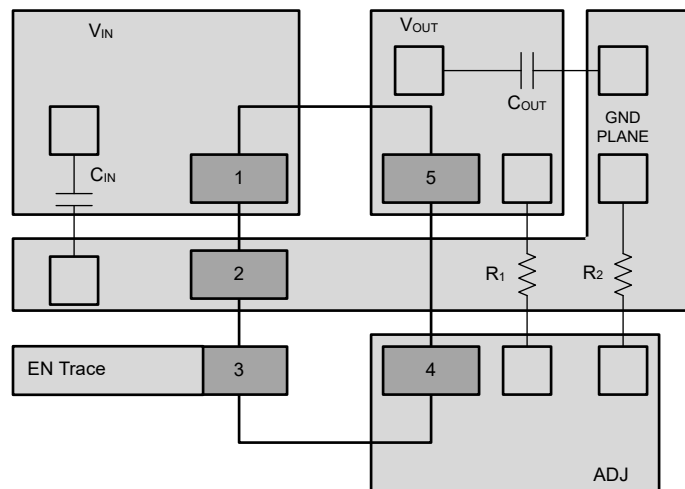 VIN
VOUT
COUT
GND
PLANE
CIN
1
5
2
R1
R2
EN Trace
3
4
ADJ